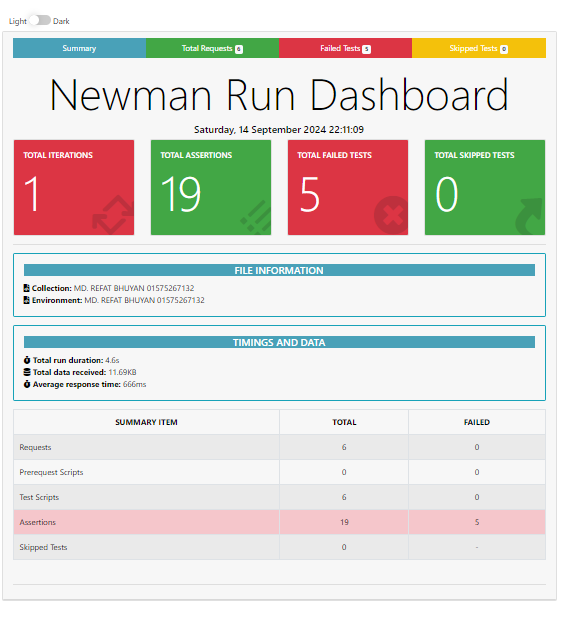 Light Dark
Summary Total Requests 6 Failed Tests 5 Skipped Tests 0
Newman Run Dashboard
Saturday, 14 September 2024 22:11:09
TOTAL ITERATIONS TOTAL ASSERTIONS TOTAL FAILED TESTS TOTAL SKIPPED TESTS
1 19 5 0
FILE INFORMATION
Collection: MD. REFAT BHUYAN 01575267132
Environment: MD. REFAT BHUYAN 01575267132
TIMINGS AND DATA
Total run duration: 4.6s
Total data received: 11.69KB
Average response time: 666ms
SUMMARY ITEM TOTAL FAILED
Requests 6 0
Prerequest Scripts 0 0
Test Scripts 6 0
Assertions 19 5
Skipped Tests 0 -